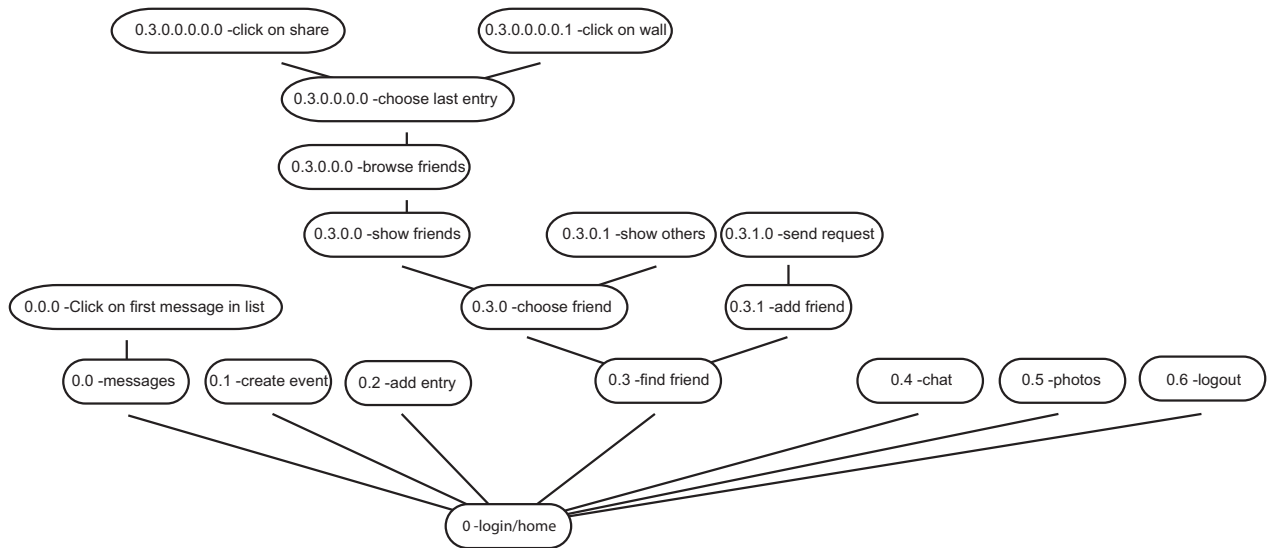 0.3.0.0.0.0.0 -click on share
0.3.0.0.0.0.1 -click on wall
0.3.0.0.0.0 -choose last entry
0.3.0.0.0 -browse friends
0.3.0.0 -show friends
0.3.0.1 -show others
0.3.1.0 -send request
0.0.0 -Click on first message in list
0.3.0 -choose friend
0.3.1 -add friend
0.0 -messages
0.1 -create event
0.2 -add entry
0.3 -find friend
0.4 -chat
0.5 -photos
0.6 -logout
0 -login/home